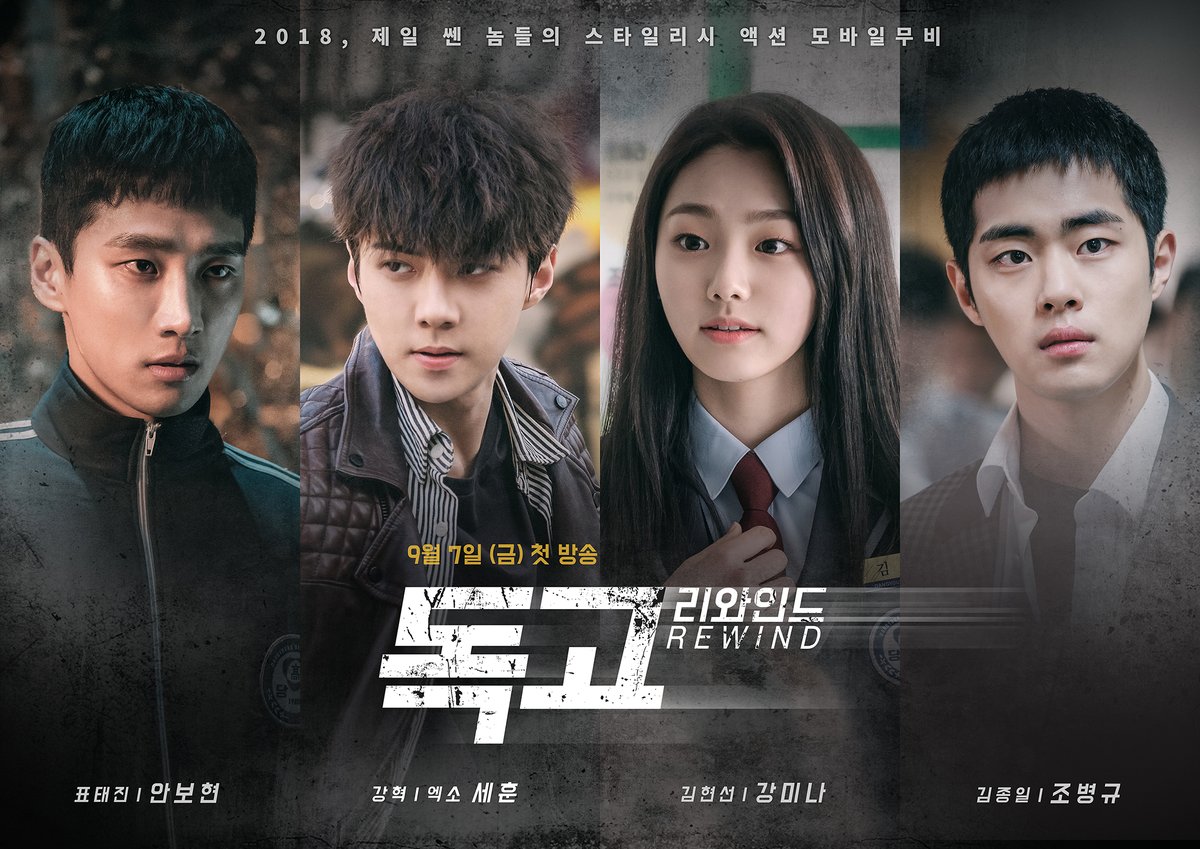 2018, 제일 쎈 놈들의 스타일리시 액션 모바일무비
9월 7일 (금) 첫 방송
독고
리와인드
REWIND
김
표태진 | 안보현
강혁 | 엑소 세훈
김현선 | 강미나
김종일 | 조병규